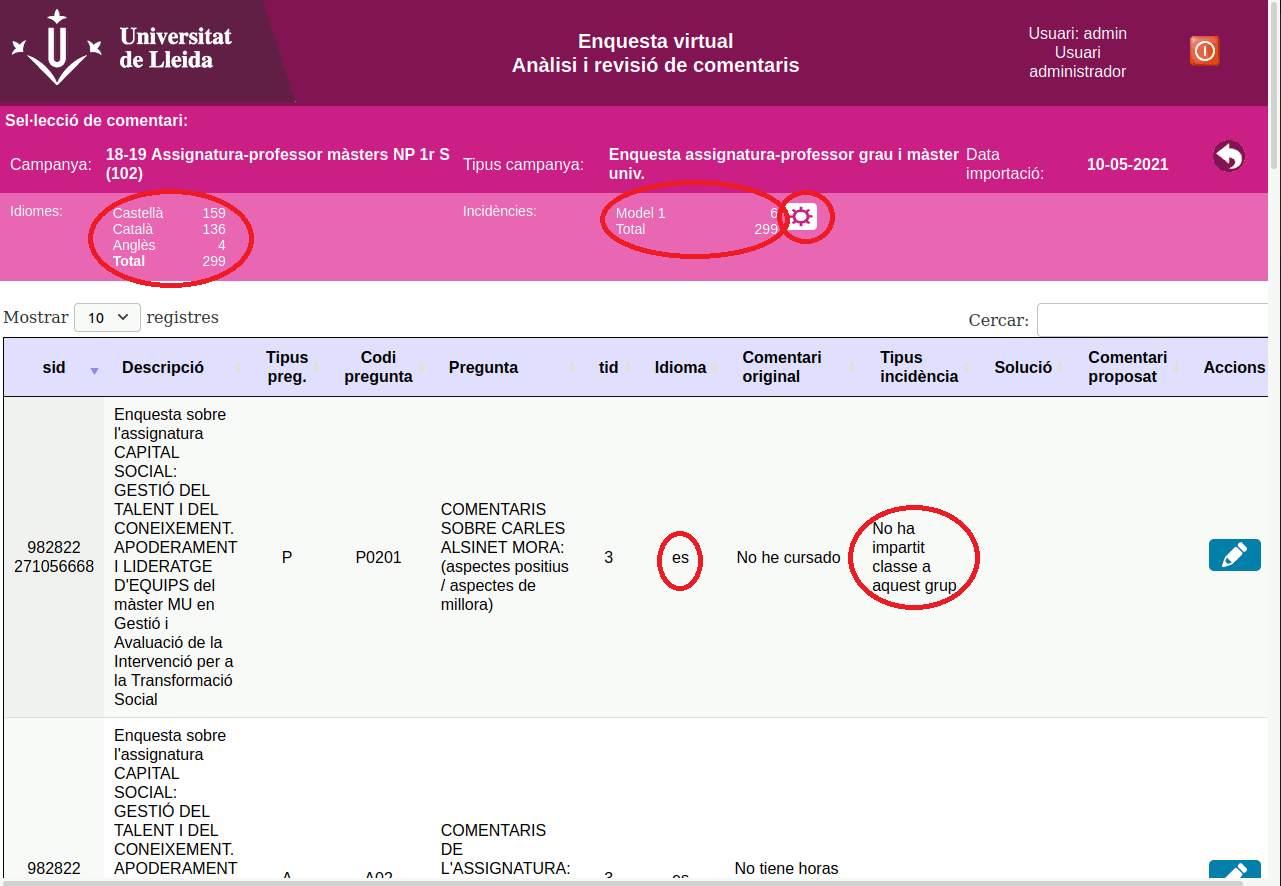 Universitat
de Lleida
Enquesta virtual
Anàlisi i revisió de comentaris
Usuari: admin
Usuari
administrador
Sel·lecció de comentari:
Campanya:
18-19 Assignatura-professor màsters NP 1r S
(102)
Tipus campanya:
Enquesta assignatura-professor grau i màster
univ.
Data
importació:
10-05-2021
Idiomes:
Castellà 159
Català 136
Anglès 4
Total 299
Incidències:
Model 1 6
Total 299
Mostrar 10 registres
Cercar:
sid
Descripció
Tipus
preg.
Codi
pregunta
Pregunta
tid
Idioma
Comentari
original
Tipus
incidència
Solució
Comentari
proposat
Accions
982822
271056668
Enquesta sobre
l'assignatura
CAPITAL
SOCIAL:
GESTIÓ DEL
TALENT I DEL
CONEIXEMENT.
APODERAMENT
I LIDERATGE
D'EQUIPS del
màster MU en
Gestió i
Avaluació de la
Intervenció per a
la Transformació
Social
P
P0201
COMENTARIS
SOBRE CARLES
ALSINET MORA:
(aspectes positius
/ aspectes de
millora)
3
es
No he cursado
No ha
impartit
classe a
aquest grup
982822
Enquesta sobre
l'assignatura
CAPITAL
SOCIAL:
GESTIÓ DEL
TALENT I DEL
CONEIXEMENT.
APODERAMENT
A
A02
COMENTARIS
DE
L'ASSIGNATURA:
3
es
No tiene horas